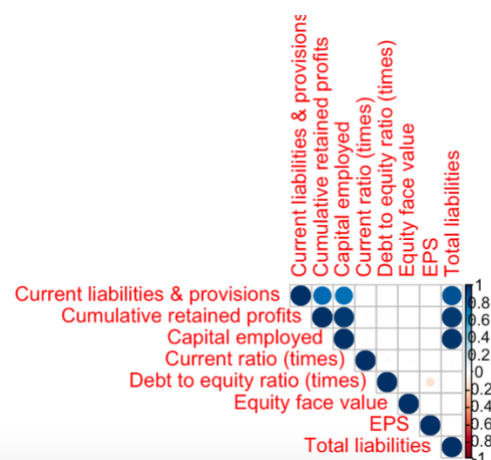 Current liabilities & provisions
Cumulative retained profits
Capital employed
Current ratio (times)
Debt to equity ratio (times)
Equity face value
EPS
Total liabilities
Current liabilities & provisions
Cumulative retained profits
Capital employed
Current ratio (times)
Debt to equity ratio (times)
Equity face value
EPS
Total liabilities
1
0.8
0.6
0.4
0.2
0
-0.2
-0.4
-0.6
-0.8
-1